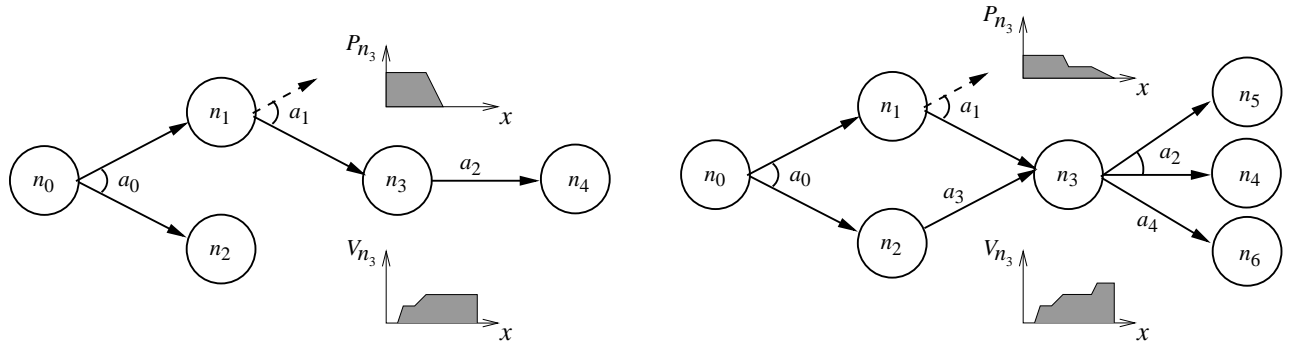 P_{n_3}
x
n_1
a_1
n_0
a_0
n_3
a_2
n_4
n_2
V_{n_3}
x
P_{n_3}
x
n_5
n_1
a_1
n_0
a_0
n_3
a_2
n_4
a_3
a_4
n_2
n_6
V_{n_3}
x